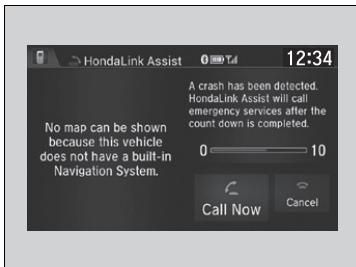 HondaLink Assist
12:34
A crash has been detected.
HondaLink Assist will call
emergency services after the
count down is completed.
No map can be shown
because this vehicle
does not have a built-in
Navigation System.
0
10
Call Now
Cancel